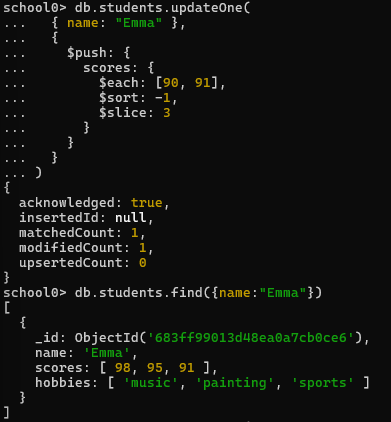 school0> db.students.updateOne(
...   { name: "Emma" },
...   {
...     $push: {
...       scores: {
...         $each: [90, 91],
...         $sort: -1,
...         $slice: 3
...       }
...     }
...   }
... )
{
  acknowledged: true,
  insertedId: null,
  matchedCount: 1,
  modifiedCount: 1,
  upsertedCount: 0
}
school0> db.students.find({name:"Emma"})
[
  {
    _id: ObjectId('683ff99013d48ea0a7cb0ce6'),
    name: 'Emma',
    scores: [ 98, 95, 91 ],
    hobbies: [ 'music', 'painting', 'sports' ]
  }
]